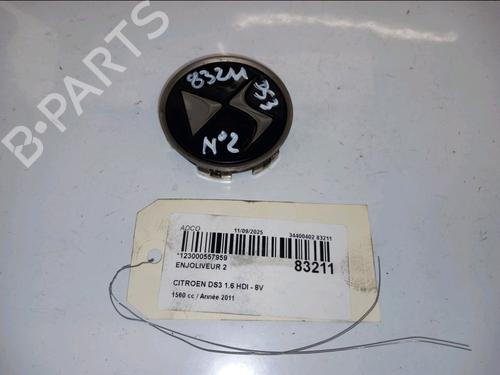 83211
DS3
N°2
ADCO 11/09/2025 34400402 83211
*123000557959
ENJOLIVEUR 2 83211
CITROEN DS3 1.6 HDI - 8V
1560 cc / Année 2011
B-PARTS